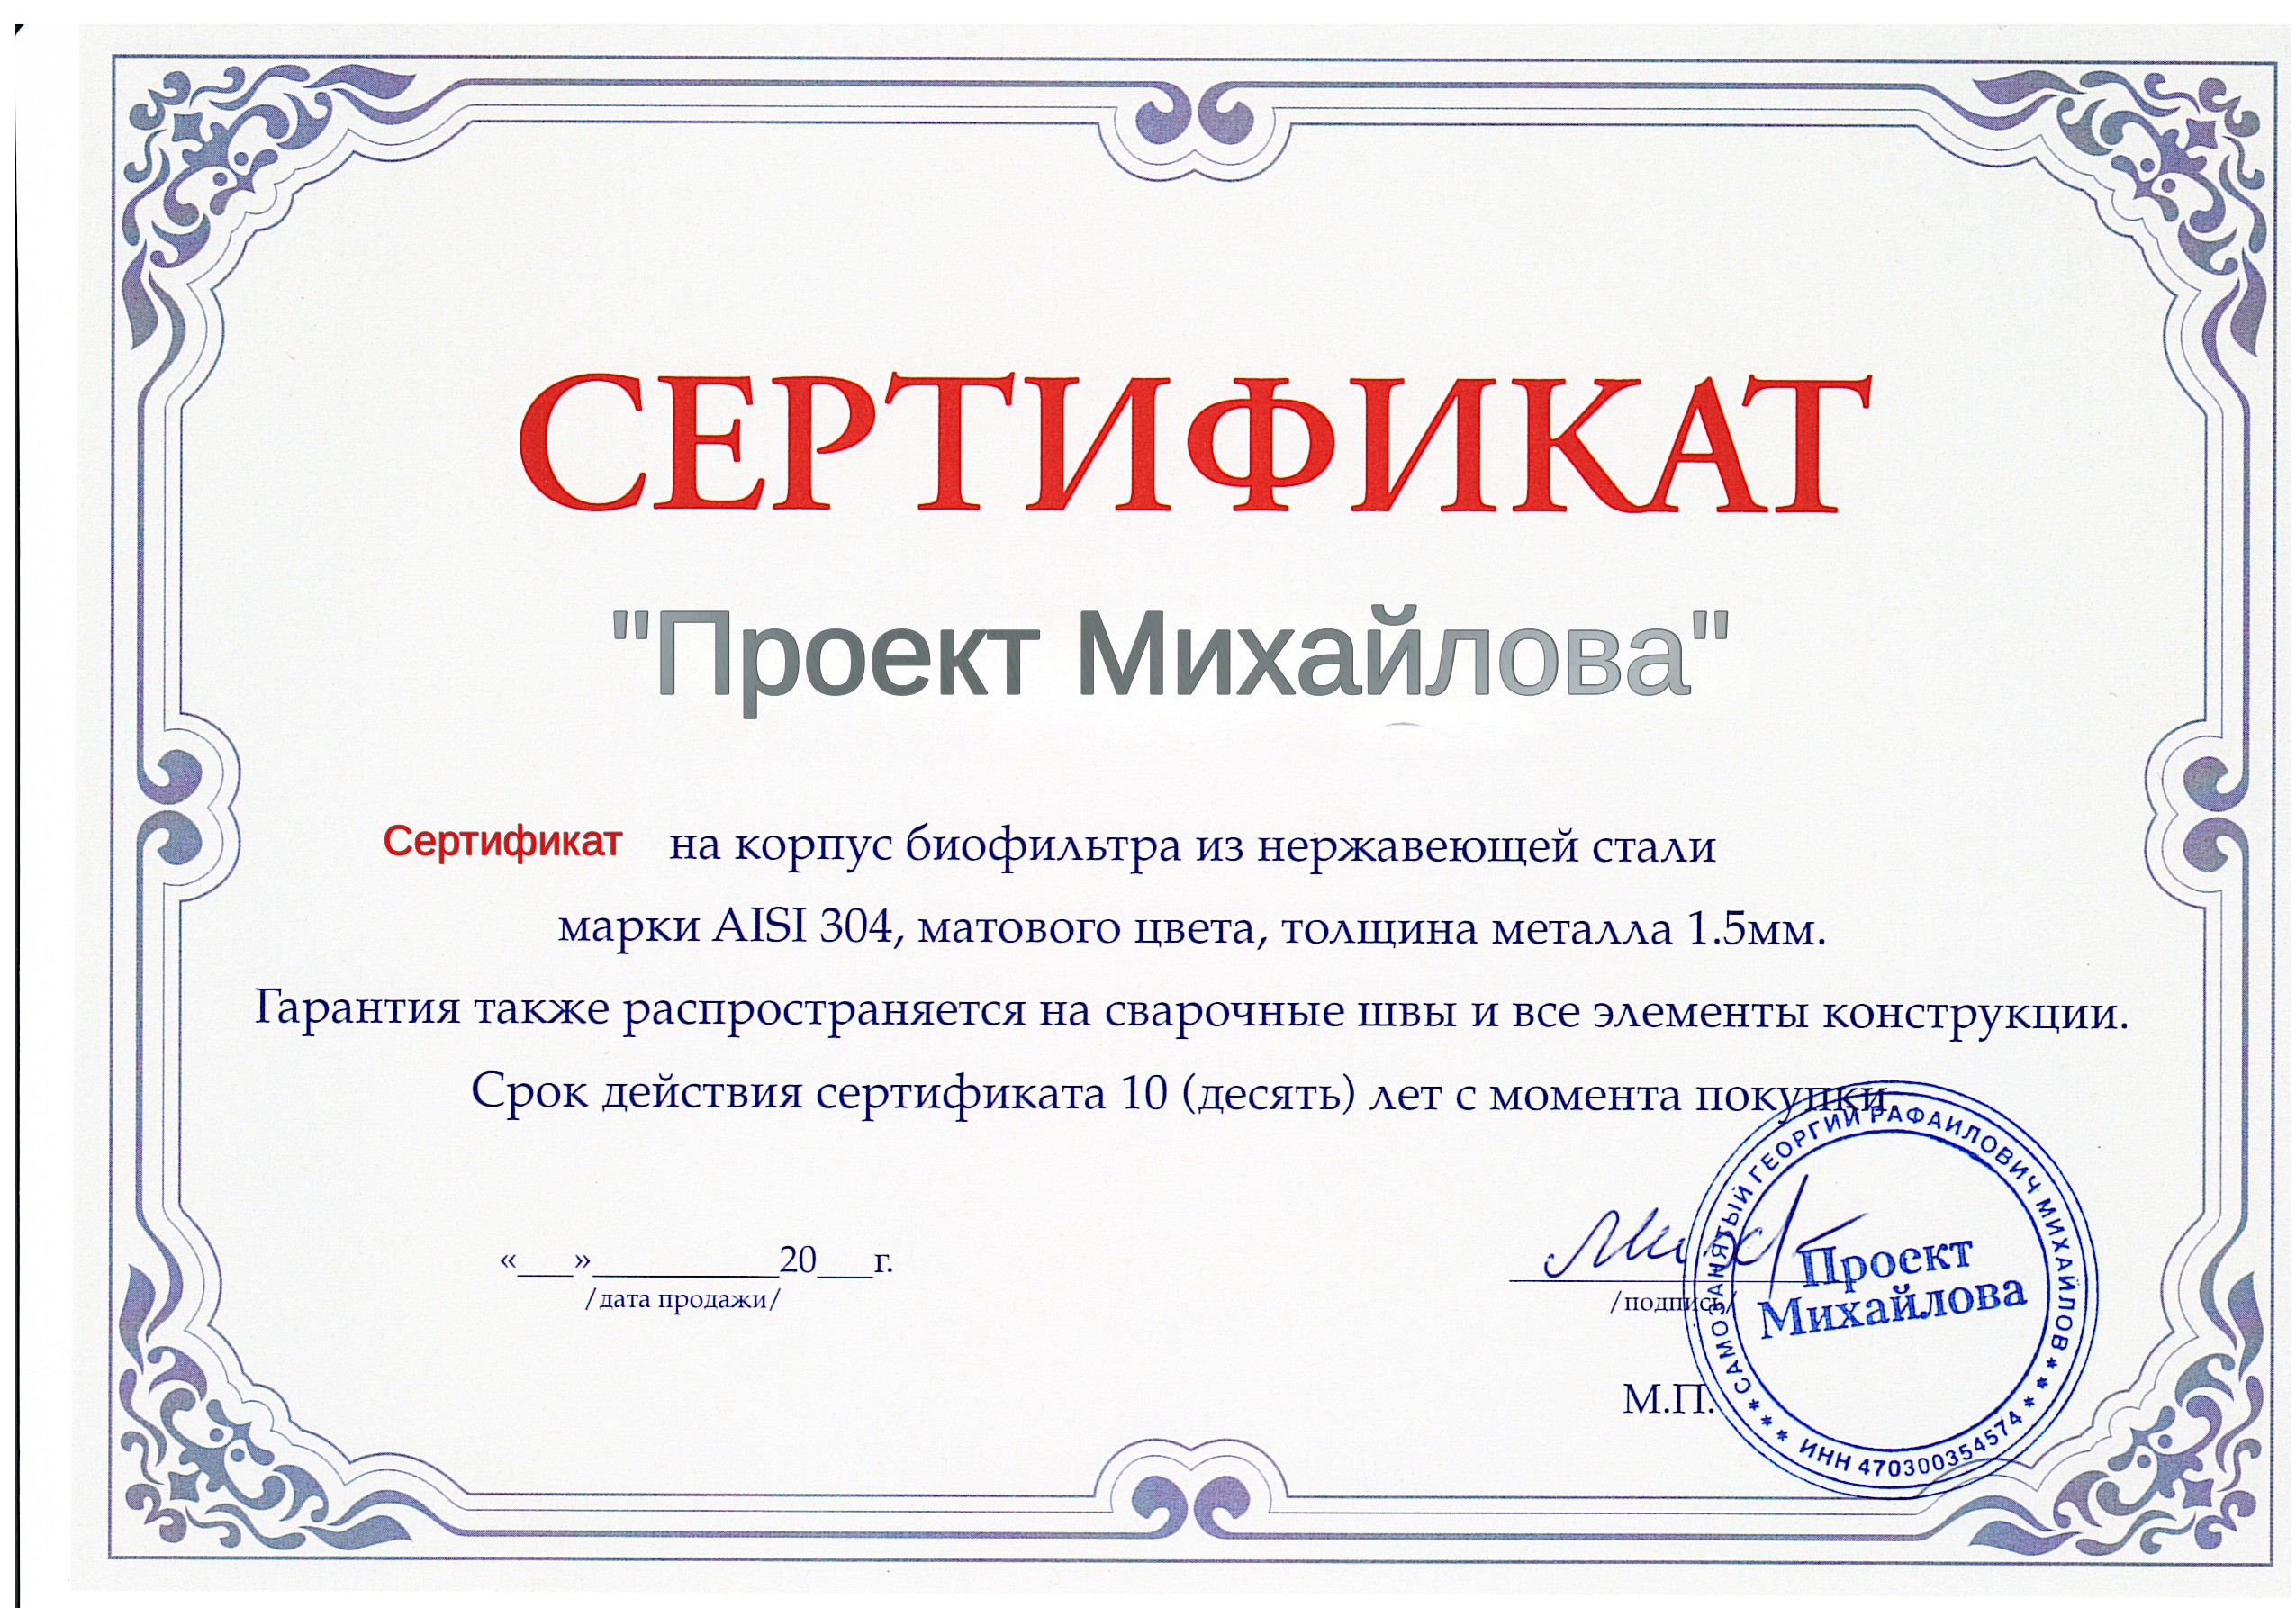 СЕРТИФИКАТ
"Проект Михайлова"
Сертификат на корпус биофильтра из нержавеющей стали
марки AISI 304, матового цвета, толщина металла 1.5мм.
Гарантия также распространяется на сварочные швы и все элементы конструкции.
Срок действия сертификата 10 (десять) лет с момента покупки.
«___»__________20___г.
/дата продажи/
/подпись/
М.П.
САМОЗАНЯТЫЙ ГЕОРГИЙ РАФАИЛОВИЧ МИХАЙЛОВ
Проект
Михайлова
* * * ИНН 470300354574 * * *